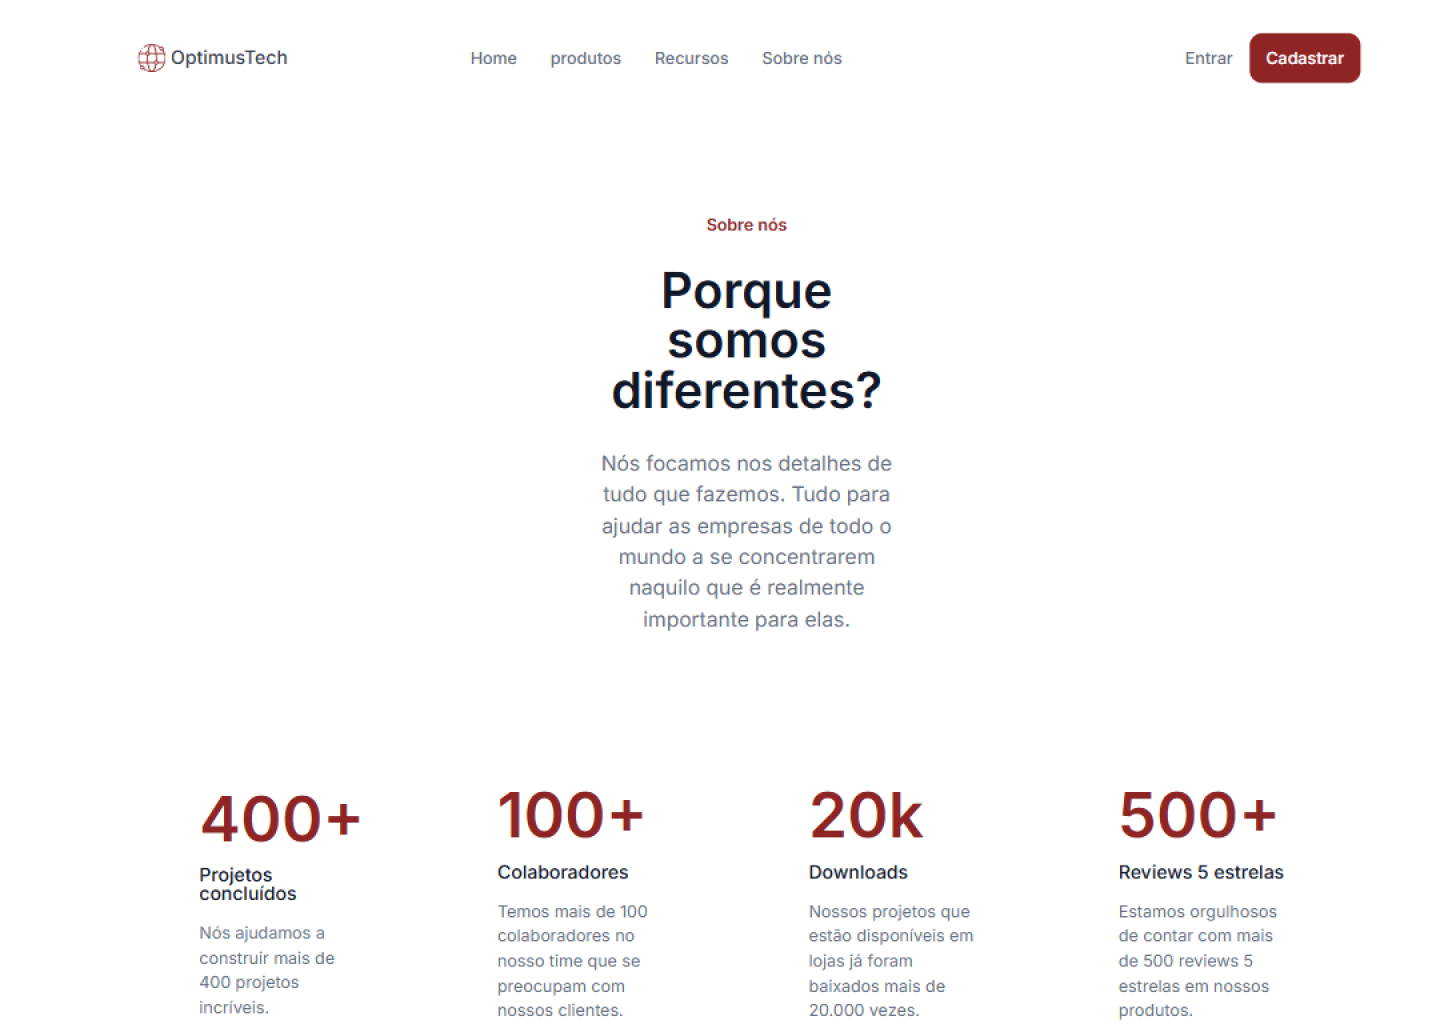 OptimusTech
Home produtos Recursos Sobre nós
Entrar Cadastrar
Sobre nós
Porque
somos
diferentes?
Nós focamos nos detalhes de
tudo que fazemos. Tudo para
ajudar as empresas de todo o
mundo a se concentrarem
naquilo que é realmente
importante para elas.
400+
Projetos
concluídos
Nós ajudamos a
construir mais de
400 projetos
incríveis.
100+
Colaboradores
Temos mais de 100
colaboradores no
nosso time que se
preocupam com
nossos clientes.
20k
Downloads
Nossos projetos que
estão disponíveis em
lojas já foram
baixados mais de
20.000 vezes.
500+
Reviews 5 estrelas
Estamos orgulhosos
de contar com mais
de 500 reviews 5
estrelas em nossos
produtos.